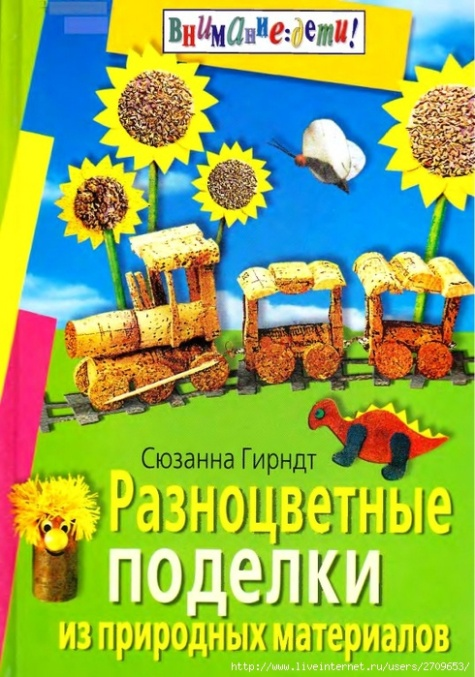 Внимание: дети!
Сюзанна Гирндт
Разноцветные
поделки
из природных материалов
http://www.liveinternet.ru/users/2709653/